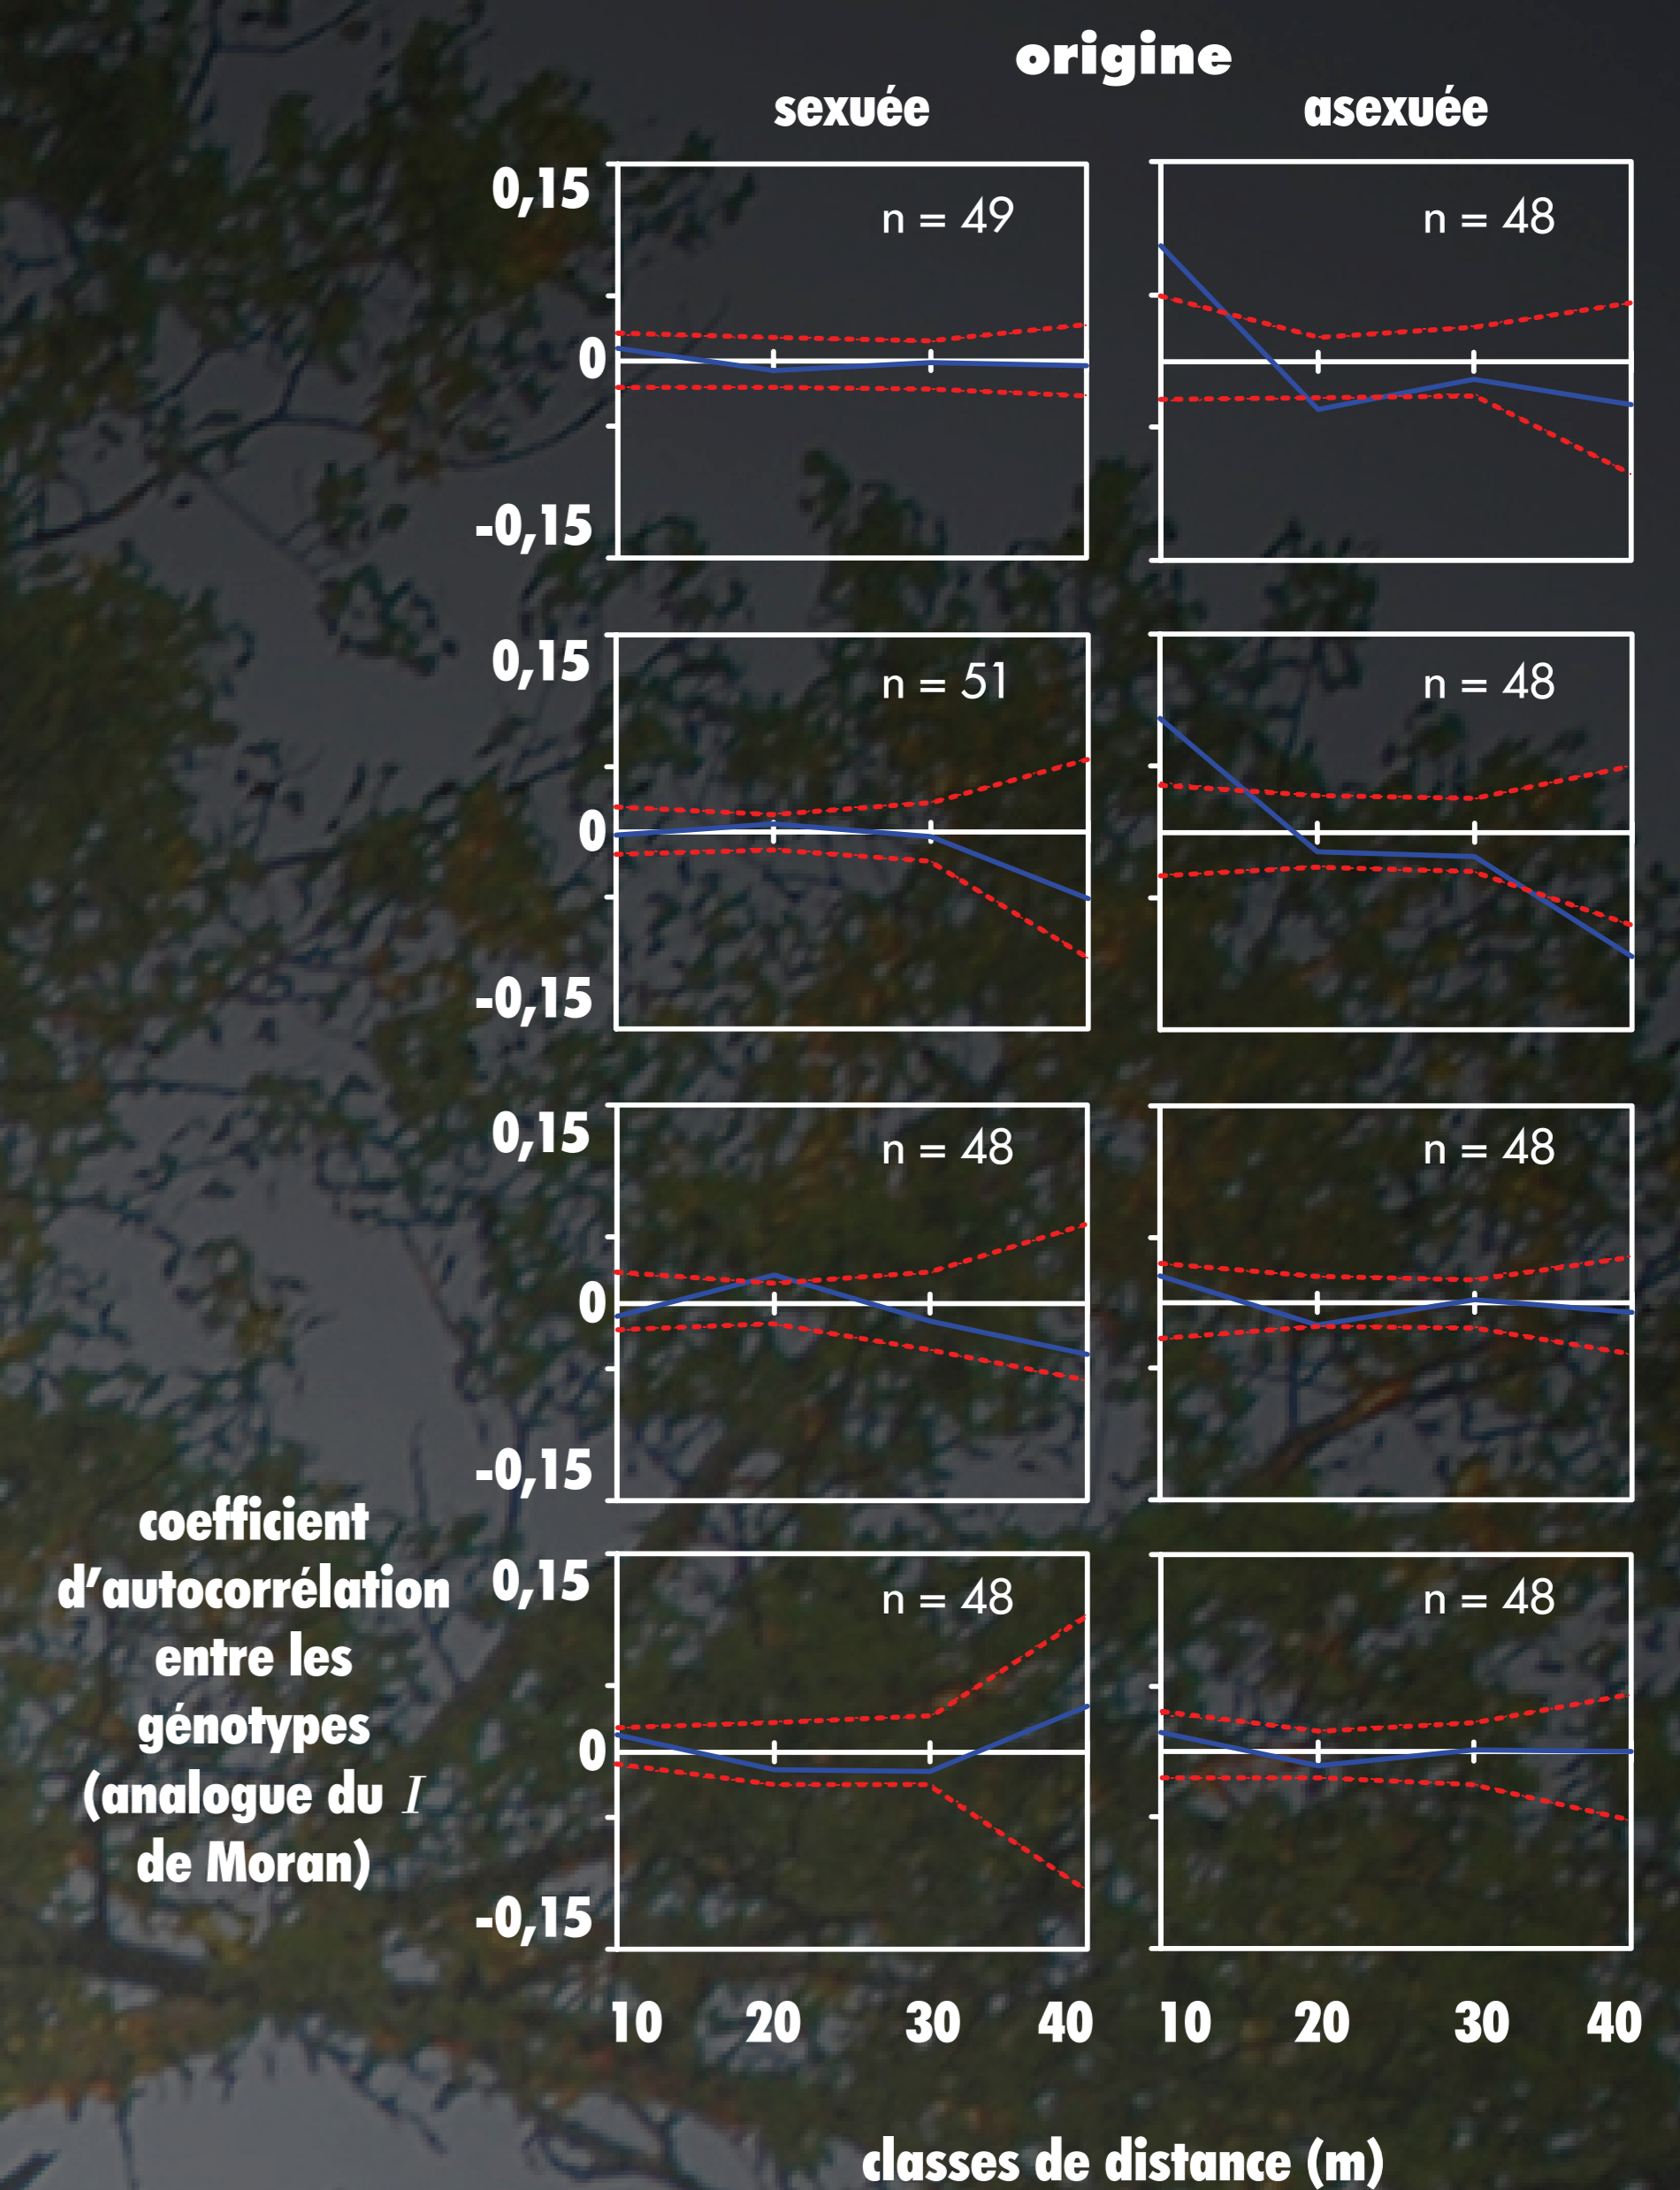 origine
sexuée asexuée
0,15
n = 49
n = 48
0
-0,15
0,15
n = 51
n = 48
0
-0,15
0,15
n = 48
n = 48
0
-0,15
coefficient
d'autocorrélation
entre les
génotypes
(analogue du I
de Moran)
0,15
n = 48
n = 48
0
-0,15
10 20 30 40 10 20 30 40
classes de distance (m)